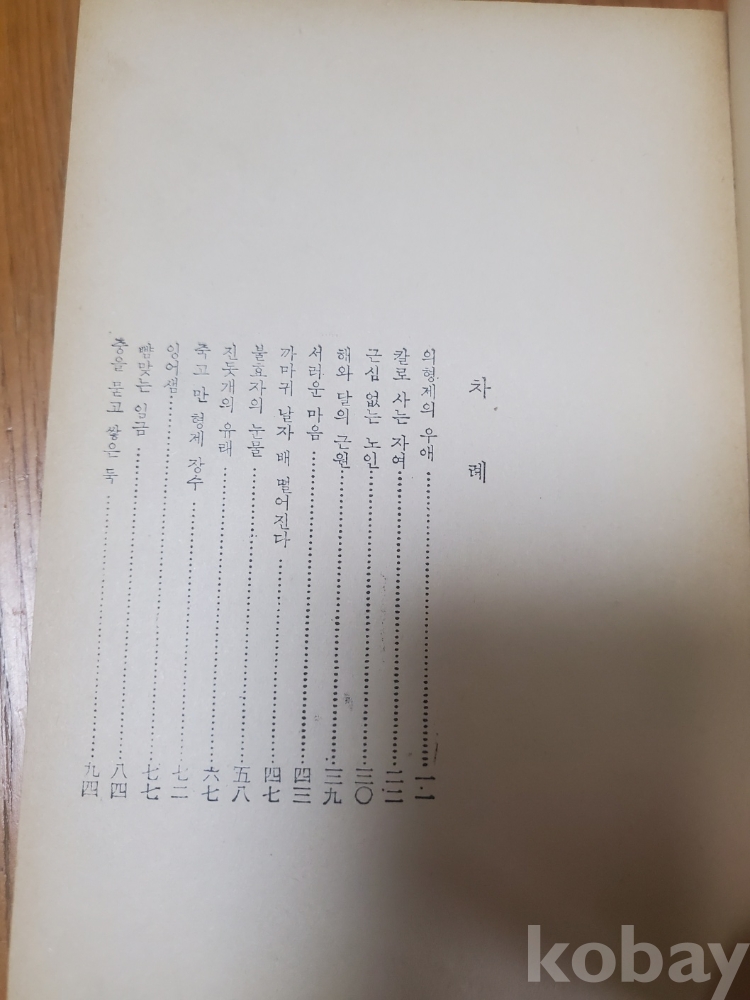 차 례
의형제의 우애 一一
칼로 사는 자여 二二
근심 없는 노인 三〇
해와 달의 근원 三九
서러운 마음 四三
까마귀 날자 배 떨어진다 四七
불효자의 눈물 五八
진돗개의 유래 六七
죽고 만 형제 장수 七二
잉어샘 七七
뺨맞는 임금 八四
묻고 쌓은 둑 九四
kobay